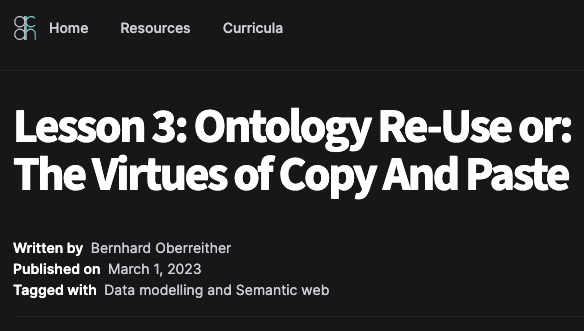 Home Resources Curricula
Lesson 3: Ontology Re-Use or:
The Virtues of Copy And Paste
Written by Bernhard Oberreither
Published on March 1, 2023
Tagged with Data modelling and Semantic web